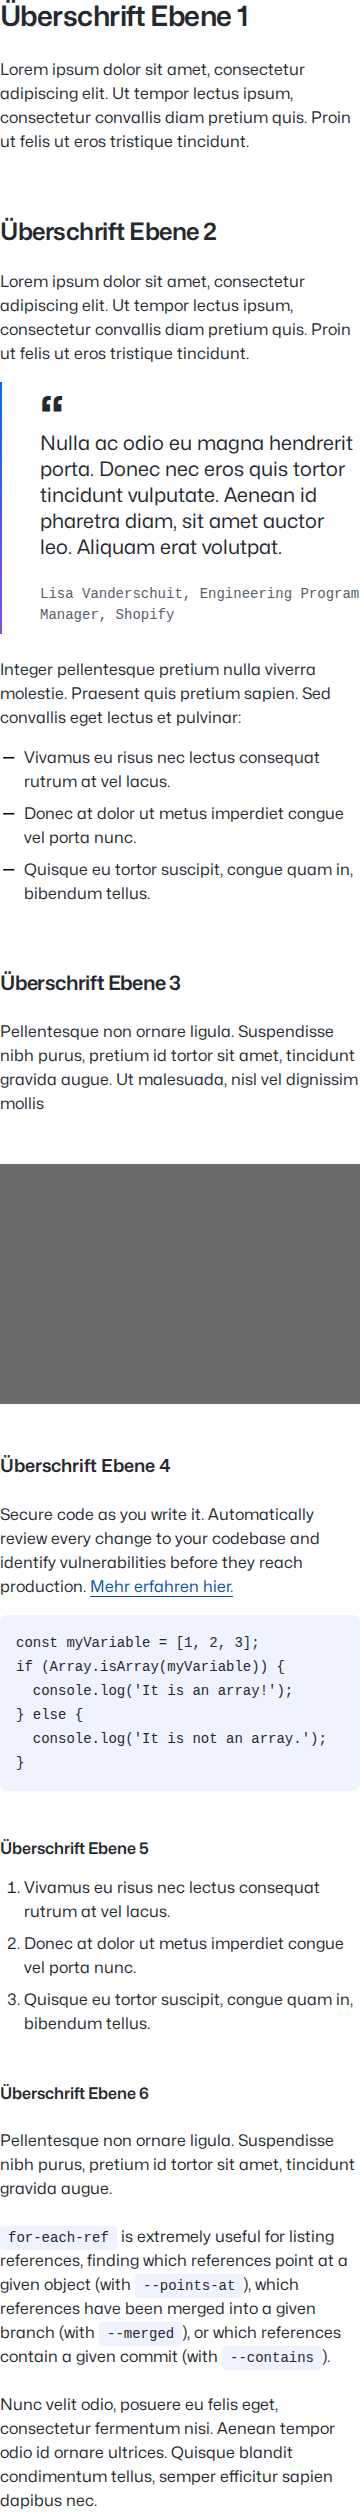 Überschrift Ebene 1
Lorem ipsum dolor sit amet, consectetur
adipiscing elit. Ut tempor lectus ipsum,
consectetur convallis diam pretium quis. Proin
ut felis ut eros tristique tincidunt.
Überschrift Ebene 2
Lorem ipsum dolor sit amet, consectetur
adipiscing elit. Ut tempor lectus ipsum,
consectetur convallis diam pretium quis. Proin
ut felis ut eros tristique tincidunt.
“
Nulla ac odio eu magna hendrerit
porta. Donec nec eros quis tortor
tincidunt vulputate. Aenean id
pharetra diam, sit amet auctor
leo. Aliquam erat volutpat.
Lisa Vanderschuit, Engineering Program
Manager, Shopify
Integer pellentesque pretium nulla viverra
molestie. Praesent quis pretium sapien. Sed
convallis eget lectus et pulvinar:
— Vivamus eu risus nec lectus consequat
rutrum at vel lacus.
— Donec at dolor ut metus imperdiet congue
vel porta nunc.
— Quisque eu tortor suscipit, congue quam in,
bibendum tellus.
Überschrift Ebene 3
Pellentesque non ornare ligula. Suspendisse
nibh purus, pretium id tortor sit amet, tincidunt
gravida augue. Ut malesuada, nisl vel dignissim
mollis
Überschrift Ebene 4
Secure code as you write it. Automatically
review every change to your codebase and
identify vulnerabilities before they reach
production. Mehr erfahren hier.
const myVariable = [1, 2, 3];
if (Array.isArray(myVariable)) {
  console.log('It is an array!');
} else {
  console.log('It is not an array.');
}
Überschrift Ebene 5
1. Vivamus eu risus nec lectus consequat
rutrum at vel lacus.
2. Donec at dolor ut metus imperdiet congue
vel porta nunc.
3. Quisque eu tortor suscipit, congue quam in,
bibendum tellus.
Überschrift Ebene 6
Pellentesque non ornare ligula. Suspendisse
nibh purus, pretium id tortor sit amet, tincidunt
gravida augue.
for-each-ref is extremely useful for listing
references, finding which references point at a
given object (with --points-at ), which
references have been merged into a given
branch (with --merged ), or which references
contain a given commit (with --contains ).
Nunc velit odio, posuere eu felis eget,
consectetur fermentum nisi. Aenean tempor
odio id ornare ultrices. Quisque blandit
condimentum tellus, semper efficitur sapien
dapibus nec.